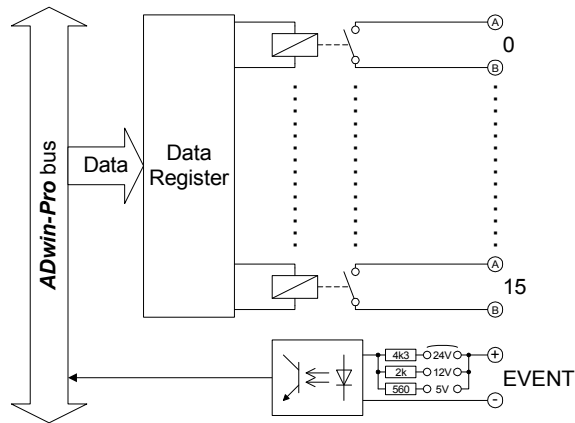 ADwin-Pro bus
Data
Data
Register
A
0
B
A
15
B
4k3 24V
2k 12V
560 5V
+
EVENT
-